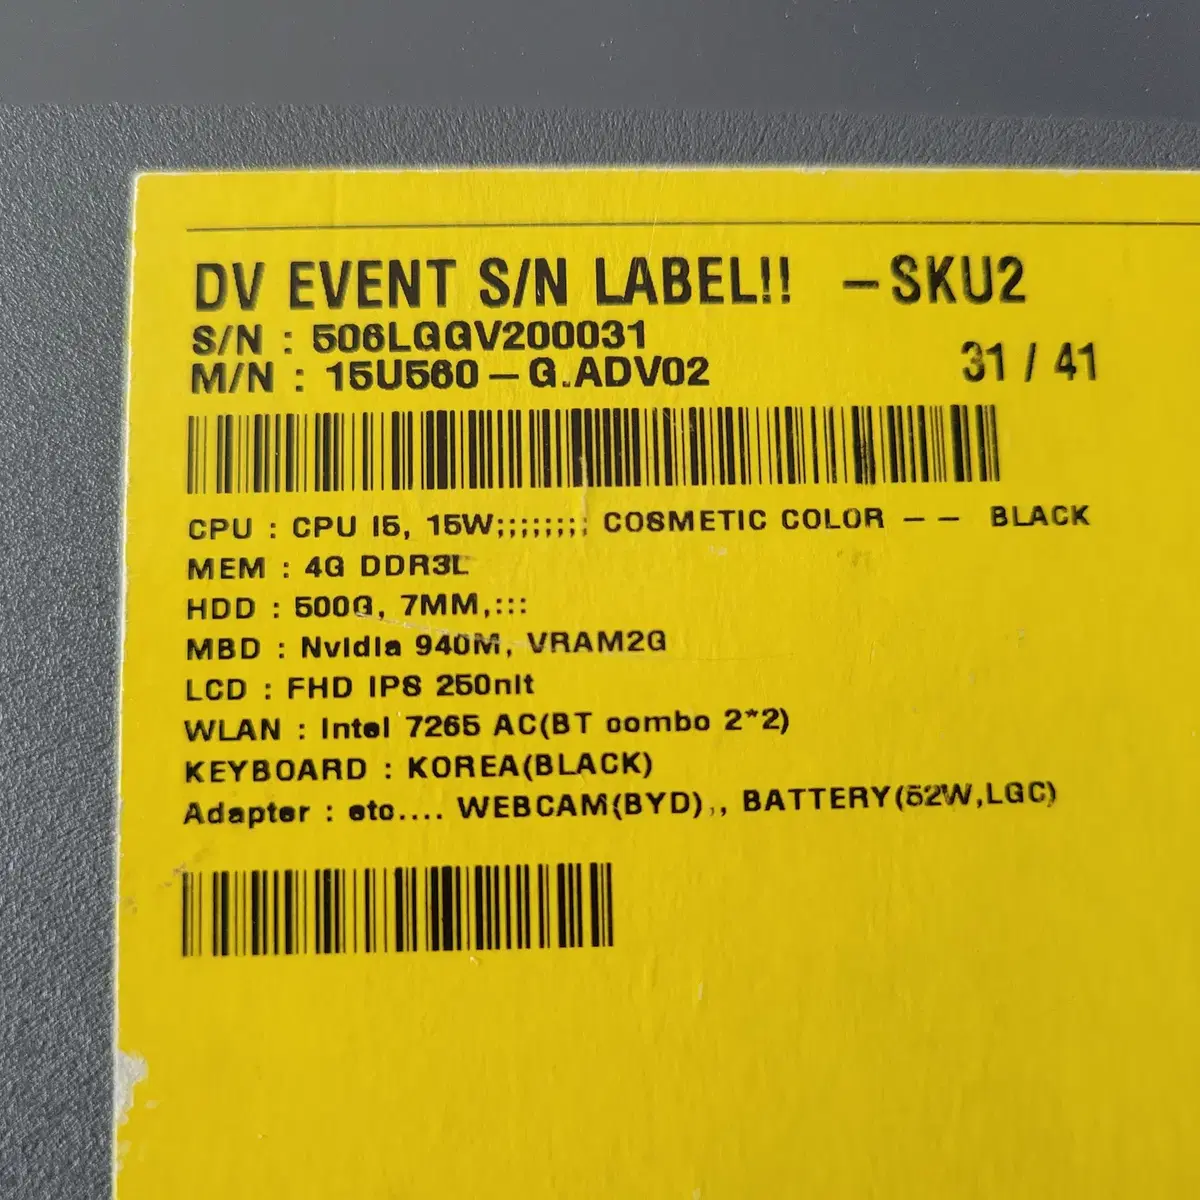 DV EVENT S/N LABEL!! -SKU2
S/N : 506LGGV200031
M/N : 15U560-G.ADV02 31 / 41
CPU : CPU I5, 15W;;;;;;;; COSMETIC COLOR -- BLACK
MEM : 4G DDR3L
HDD : 500G, 7MM,:::
MBD : Nvidia 940M, VRAM2G
LCD : FHD IPS 250nit
WLAN : Intel 7265 AC(BT combo 2*2)
KEYBOARD : KOREA(BLACK)
Adapter : etc.... WEBCAM(BYD),, BATTERY(52W,LGC)